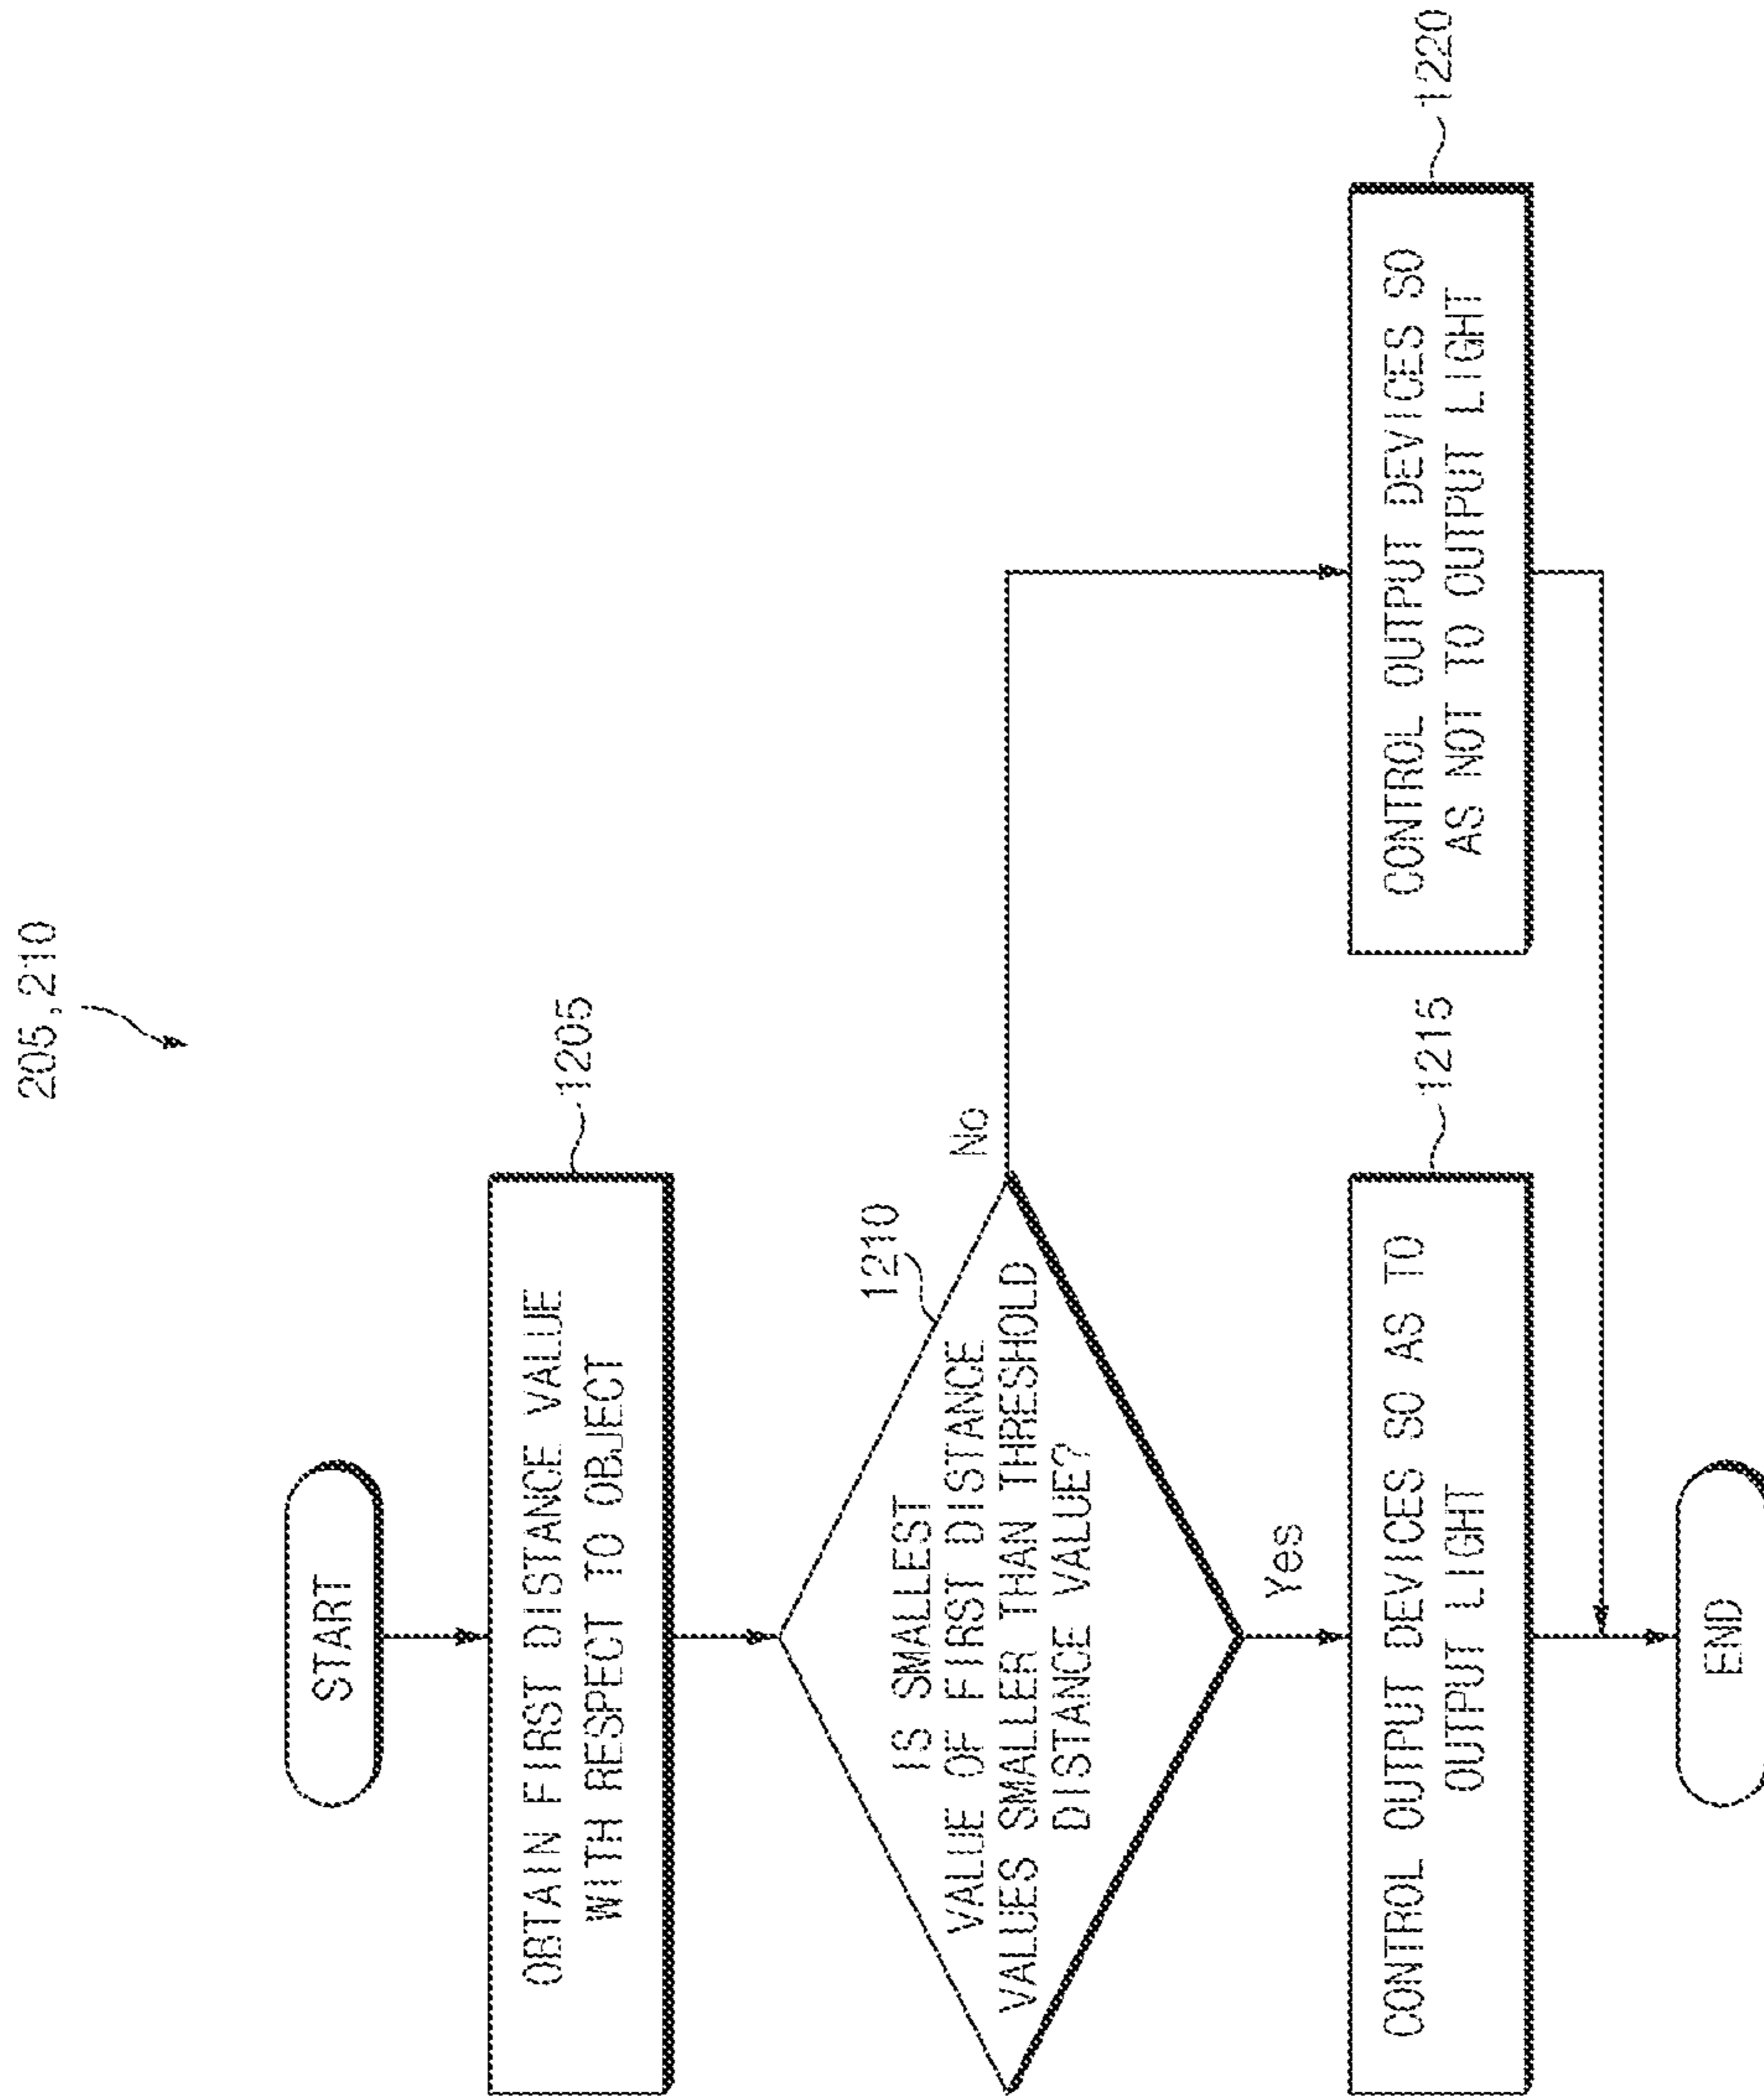 205,210
START
OBTAIN FIRST DISTANCE VALUE
WITH RESPECT TO OBJECT
1205
IS SMALLEST
VALUE OF FIRST DISTANCE
VALUES SMALLER THAN THRESHOLD
DISTANCE VALUE?
1210
No
Yes
CONTROL OUTPUT DEVICES SO AS TO
OUTPUT LIGHT
1215
CONTROL OUTPUT DEVICES SO
AS NOT TO OUTPUT LIGHT
1220
END